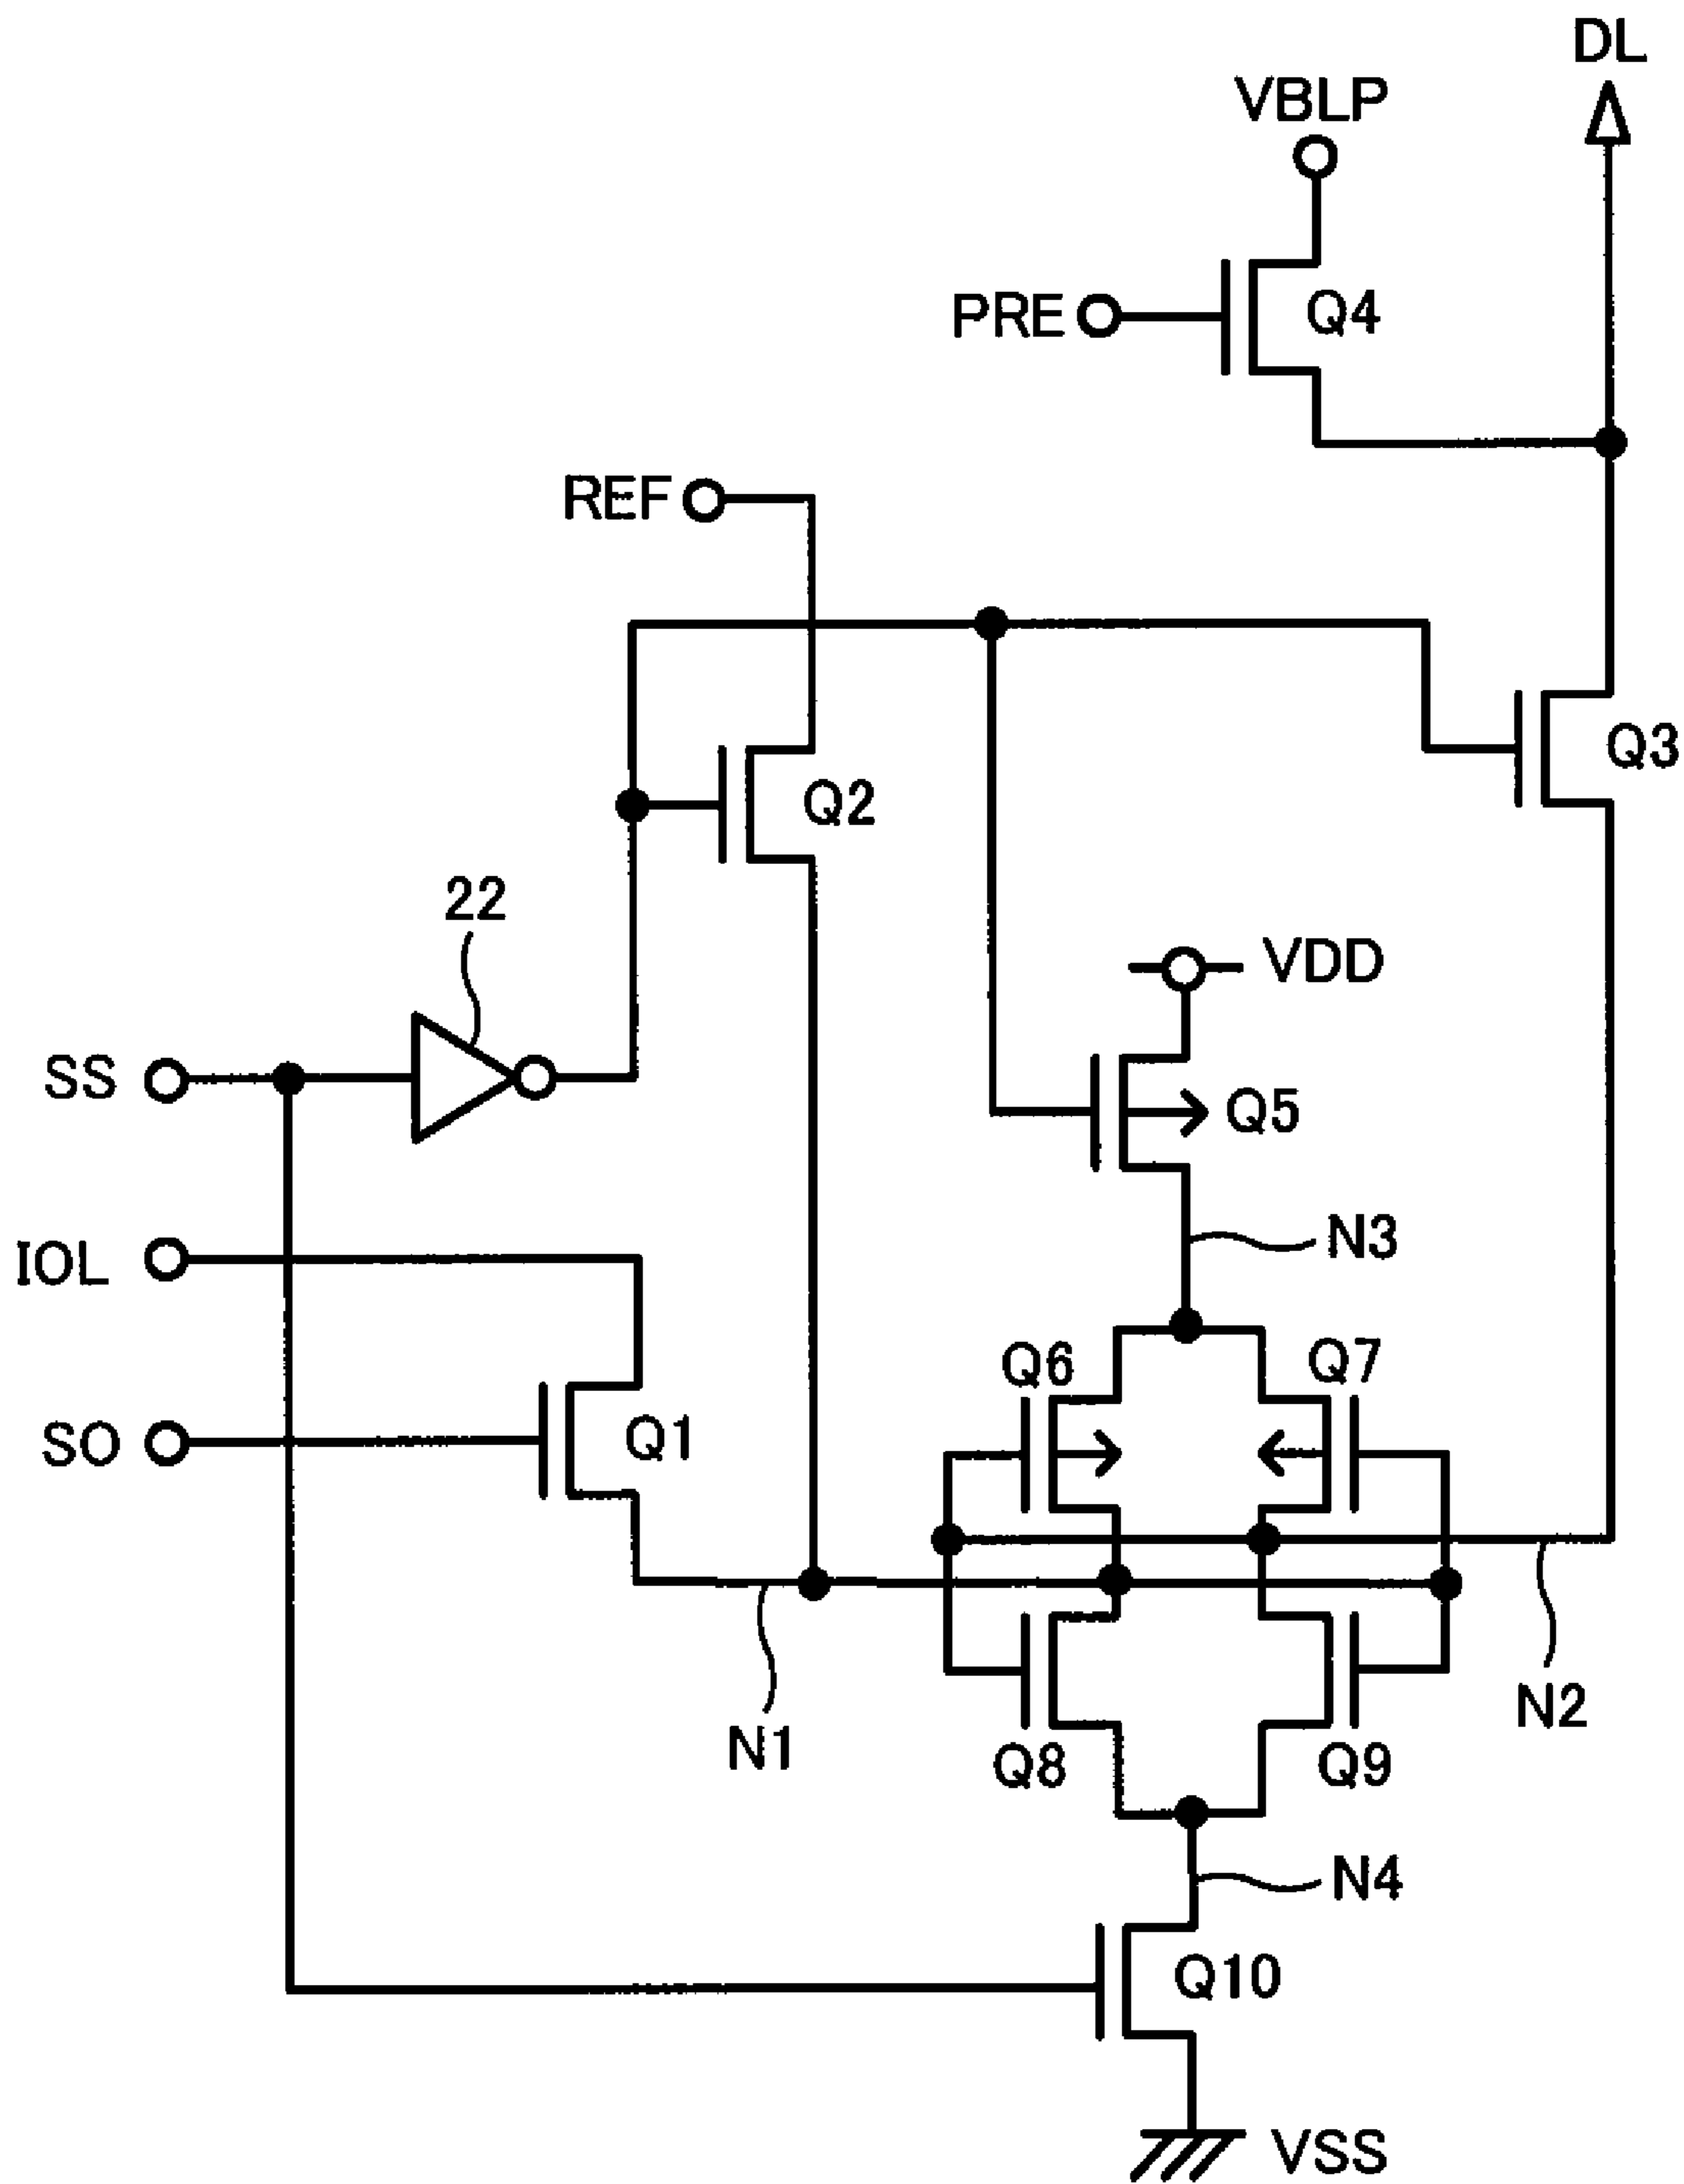 DL
VBLP
PRE
Q4
REF
Q3
Q2
22
VDD
SS
Q5
N3
IOL
Q6
Q7
SO
Q1
N2
N1
Q8
Q9
N4
Q10
VSS